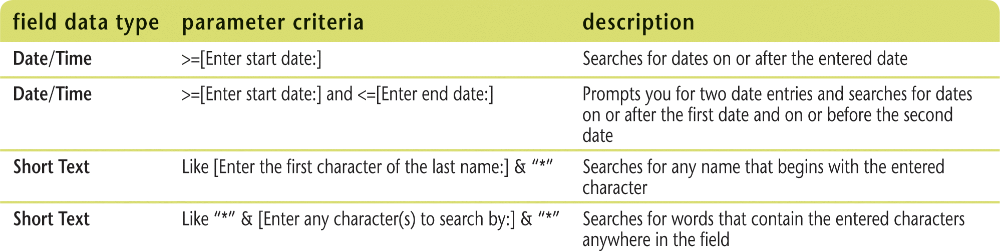 field data type parameter criteria description
Date/Time >=[Enter start date:] Searches for dates on or after the entered date
Date/Time >=[Enter start date:] and <=[Enter end date:] Prompts you for two date entries and searches for dates
on or after the first date and on or before the second
date
Short Text Like [Enter the first character of the last name:] & “*” Searches for any name that begins with the entered
character
Short Text Like “*” & [Enter any character(s) to search by:] & “*” Searches for words that contain the entered characters
anywhere in the field